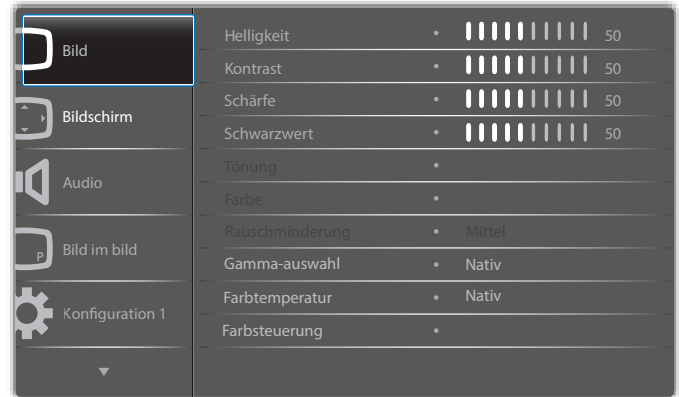 Bild
Bildschirm
Audio
P
Bild im bild
Konfiguration 1
Helligkeit • 50
Kontrast • 50
Schärfe • 50
Schwarzwert • 50
Tönung •
Farbe •
Rauschminderung • Mittel
Gamma-auswahl • Nativ
Farbtemperatur • Nativ
Farbsteuerung •